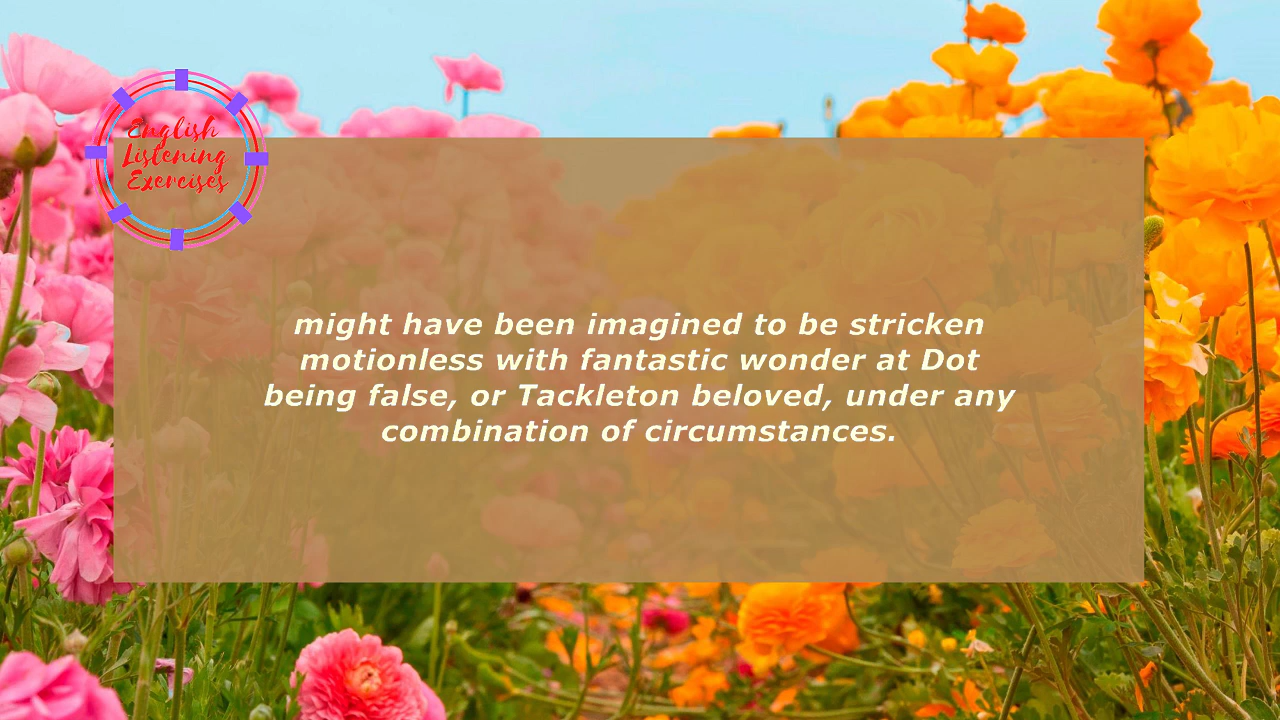 English
Listening
Exercises
might have been imagined to be stricken
motionless with fantastic wonder at Dot
being false, or Tackleton beloved, under any
combination of circumstances.